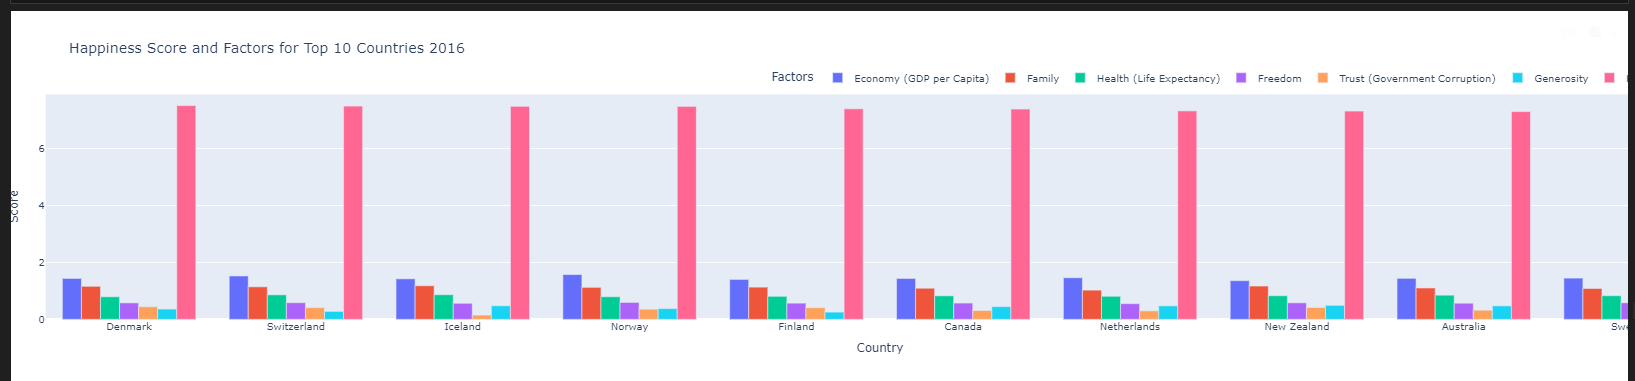 Happiness Score and Factors for Top 10 Countries 2016
Factors Economy (GDP per Capita) Family Health (Life Expectancy) Freedom Trust (Government Corruption) Generosity
6
4
2
0
Score
Denmark Switzerland Iceland Norway Finland Canada Netherlands New Zealand Australia
Country